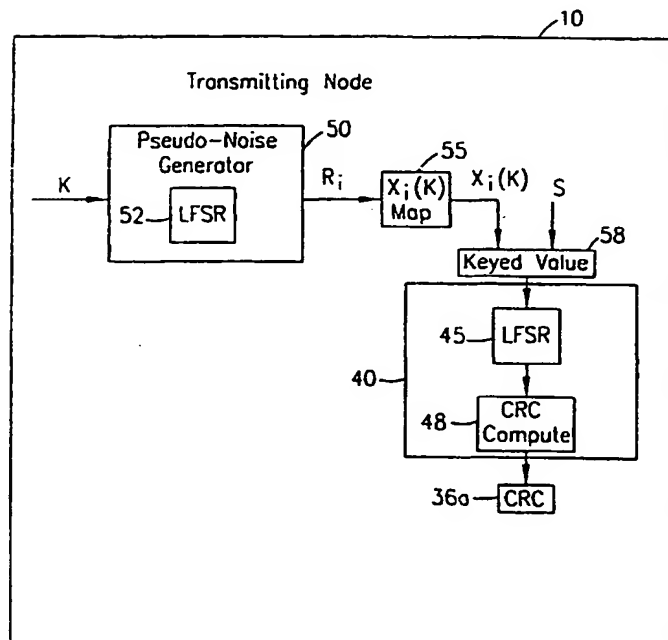 10
Transmitting Node
50
Pseudo-Noise
Generator
K
52
LFSR
R_i
55
X_i(K)
Map
X_i(K)
S
58
Keyed Value
45
LFSR
40
48
CRC
Compute
36a
CRC